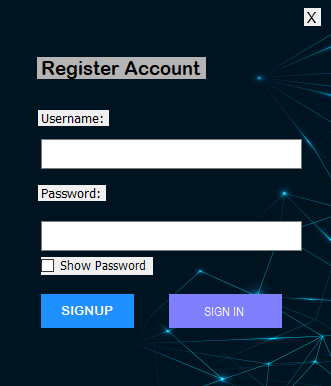 X
Register Account
Username:
Password:
Show Password
SIGNUP
SIGN IN